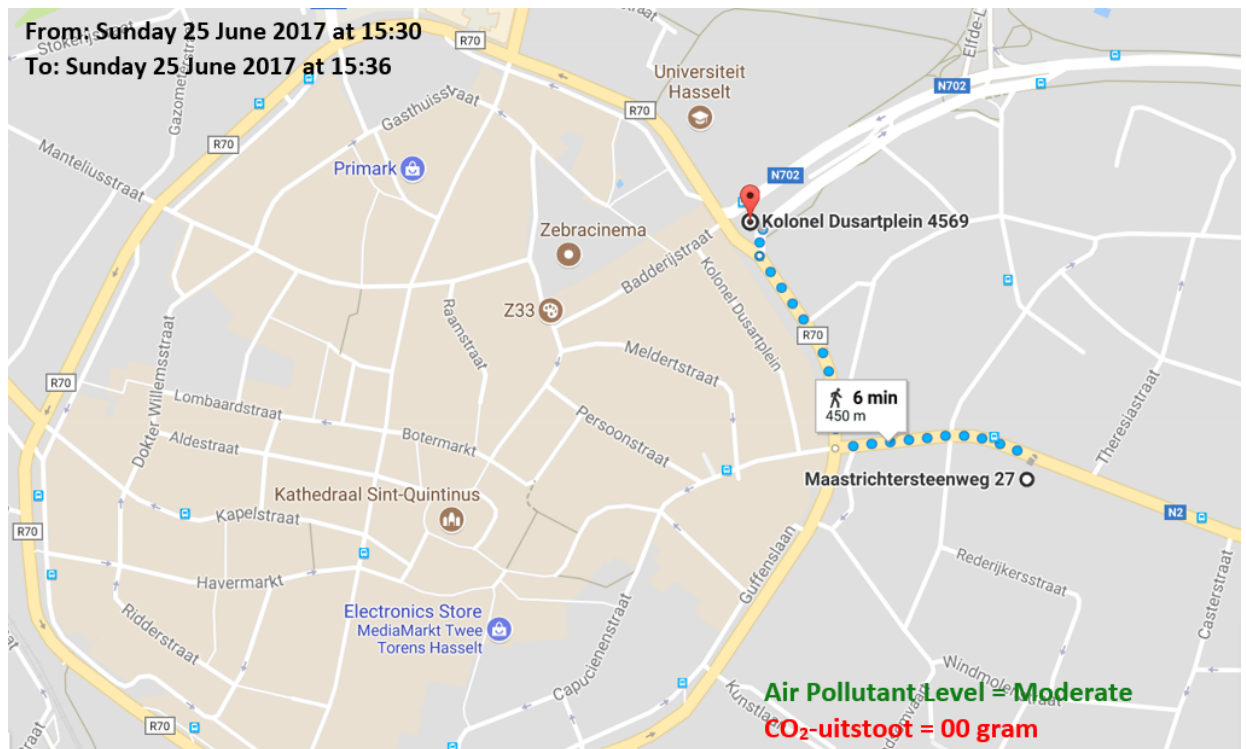 From: Sunday 25 June 2017 at 15:30
To: Sunday 25 June 2017 at 15:36
Stokerijstraat
Gazometerstraat
R70
Elfde-L
Universiteit
Hasselt
N702
R70
R70
Gasthuisstraat
Manteliusstraat
Primark
N702
Kolonel Dusartplein 4569
Zebracinema
Badderijstraat
Kolonel Dusartplein
Z33
Raamstraat
R70
Meldertstraat
Dokter Willemsstraat
R70
Lombaardstraat
6 min
450 m
Theresiastraat
Aldestraat
Botermarkt
Persoonstraat
Maastrichtersteenweg 27
Kathedraal Sint-Quintinus
Kapelstraat
N2
R70
Guffenslaan
Rederijkersstraat
Havermarkt
Casterstraat
Ridderstraat
Electronics Store
MediaMarkt Twee
Torens Hasselt
Capucienenstraat
Windmolenstraat
Kunstlaan
Air Pollutant Level = Moderate
CO₂-uitstoot = 00 gram